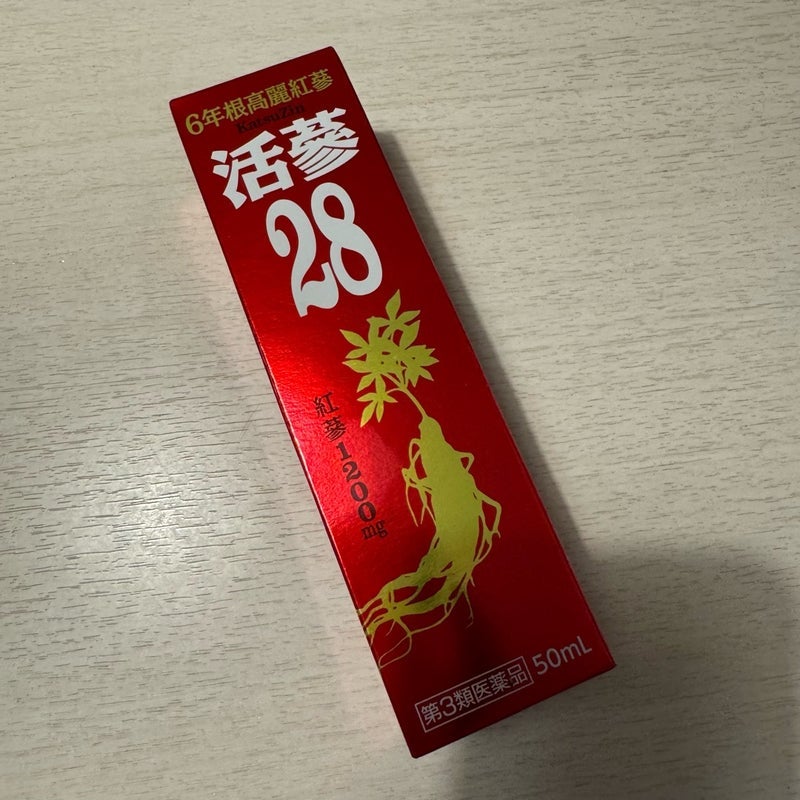 6年根高麗紅蔘
KatsuZin
活蔘
28
紅蔘1200mg
第3類医薬品 50mL